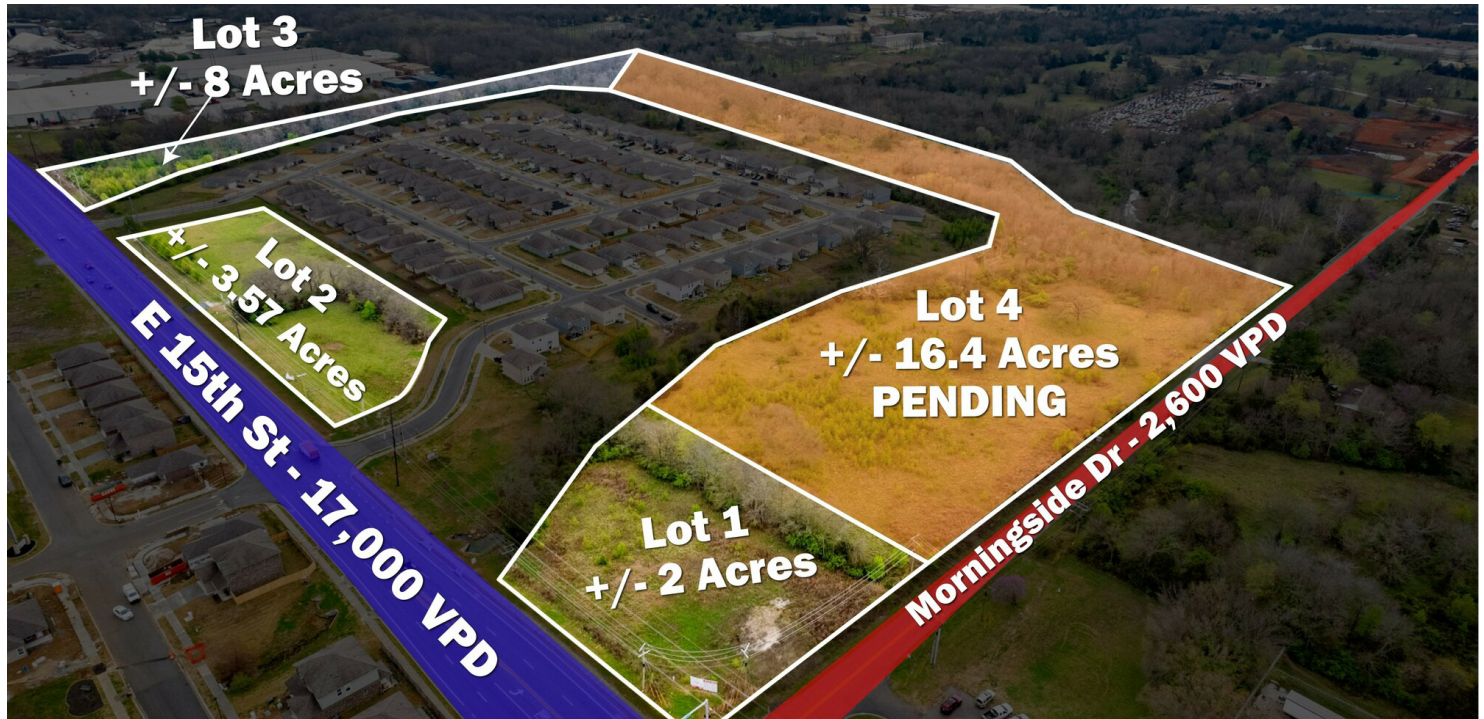 Lot 3
+/- 8 Acres
Lot 2
+/- 3.57 Acres
E 15th St - 17,000 VPD
Lot 4
+/- 16.4 Acres
PENDING
Lot 1
+/- 2 Acres
Morningside Dr - 2,600 VPD